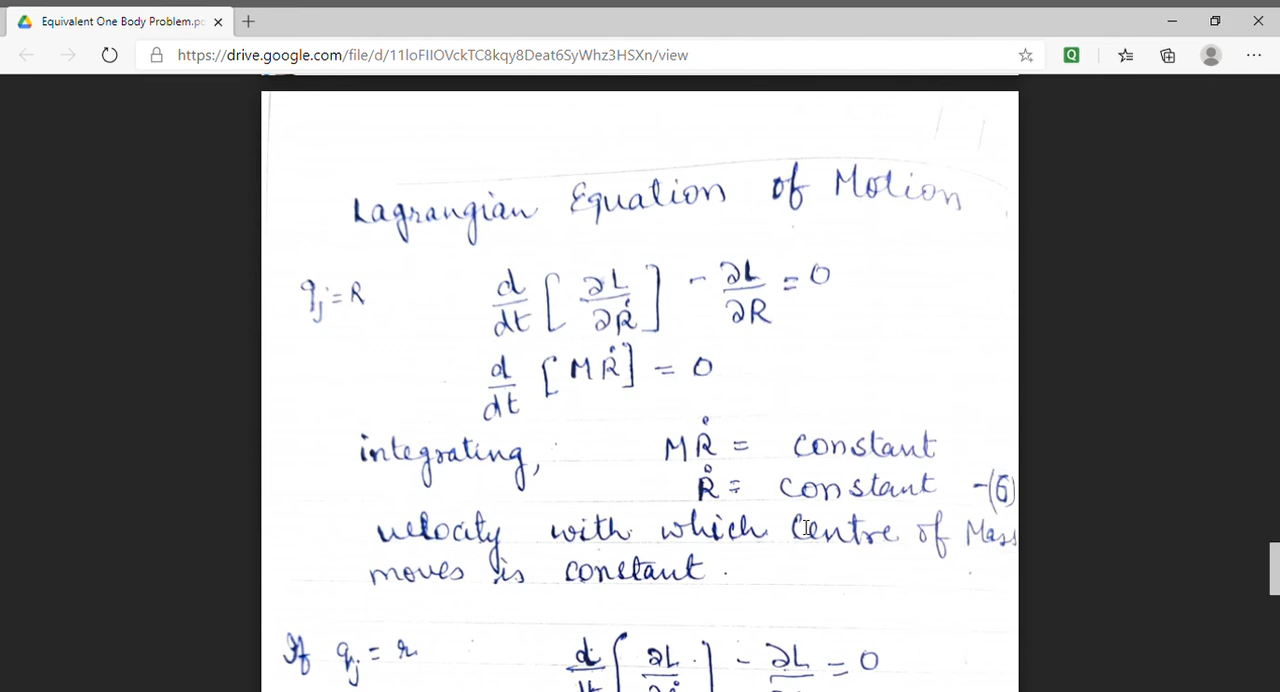 Equivalent One Body Problem.pc
https://drive.google.com/file/d/11loFIIOVckTC8kqy8Deat6SyWhz3HSXn/view
Lagrangian Equation of Motion
qj = R d/dt [ ∂L/∂Ṙ ] - ∂L/∂R = 0
d/dt [ MṘ ] = 0
integrating, MṘ = constant
Ṙ = constant -(6)
velocity with which Centre of Mass
moves is constant.
If qj = r d/dt [ ∂L/∂ṙ ] - ∂L = 0